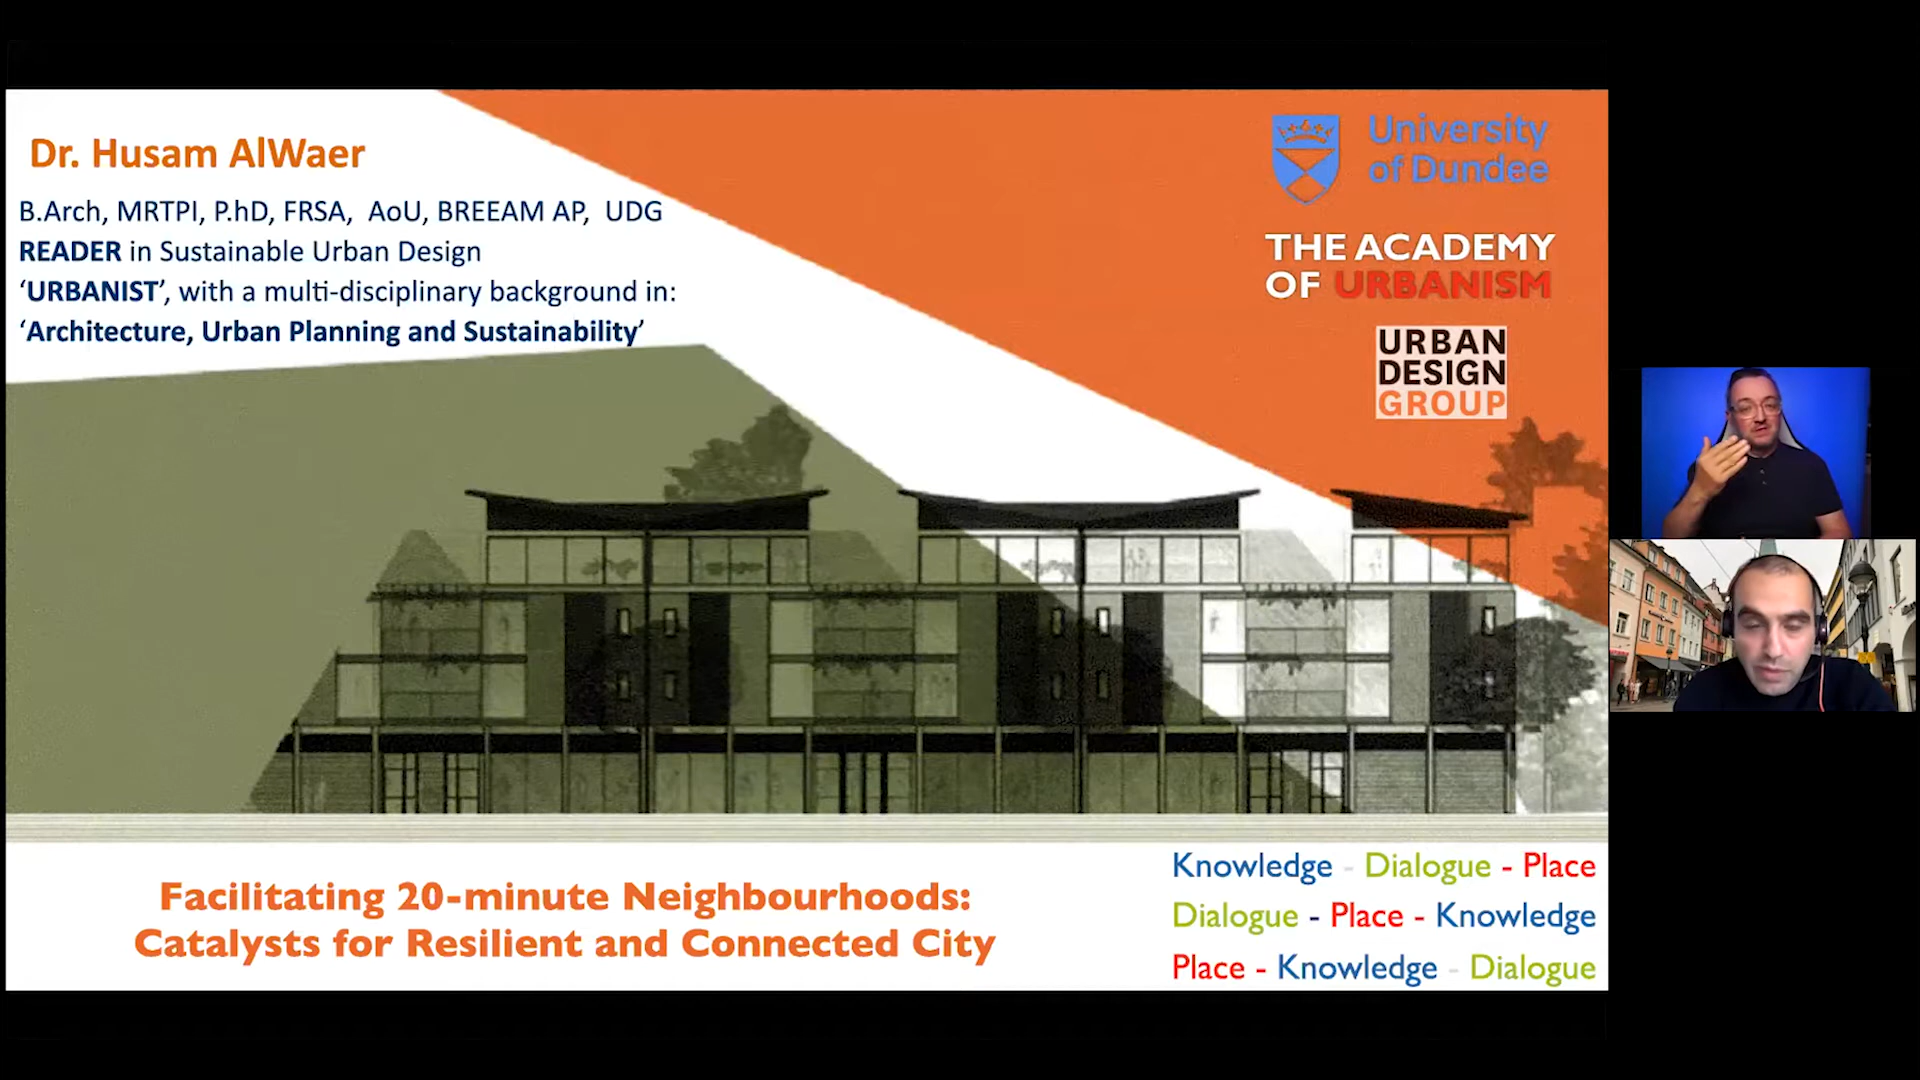 Dr. Husam AlWaer
B.Arch, MRTPI, P.hD, FRSA, AoU, BREEAM AP, UDG
READER in Sustainable Urban Design
‘URBANIST’, with a multi-disciplinary background in:
‘Architecture, Urban Planning and Sustainability’
University
of Dundee
THE ACADEMY
OF URBANISM
URBAN
DESIGN
GROUP
Facilitating 20-minute Neighbourhoods:
Catalysts for Resilient and Connected City
Knowledge - Dialogue - Place
Dialogue - Place - Knowledge
Place - Knowledge - Dialogue